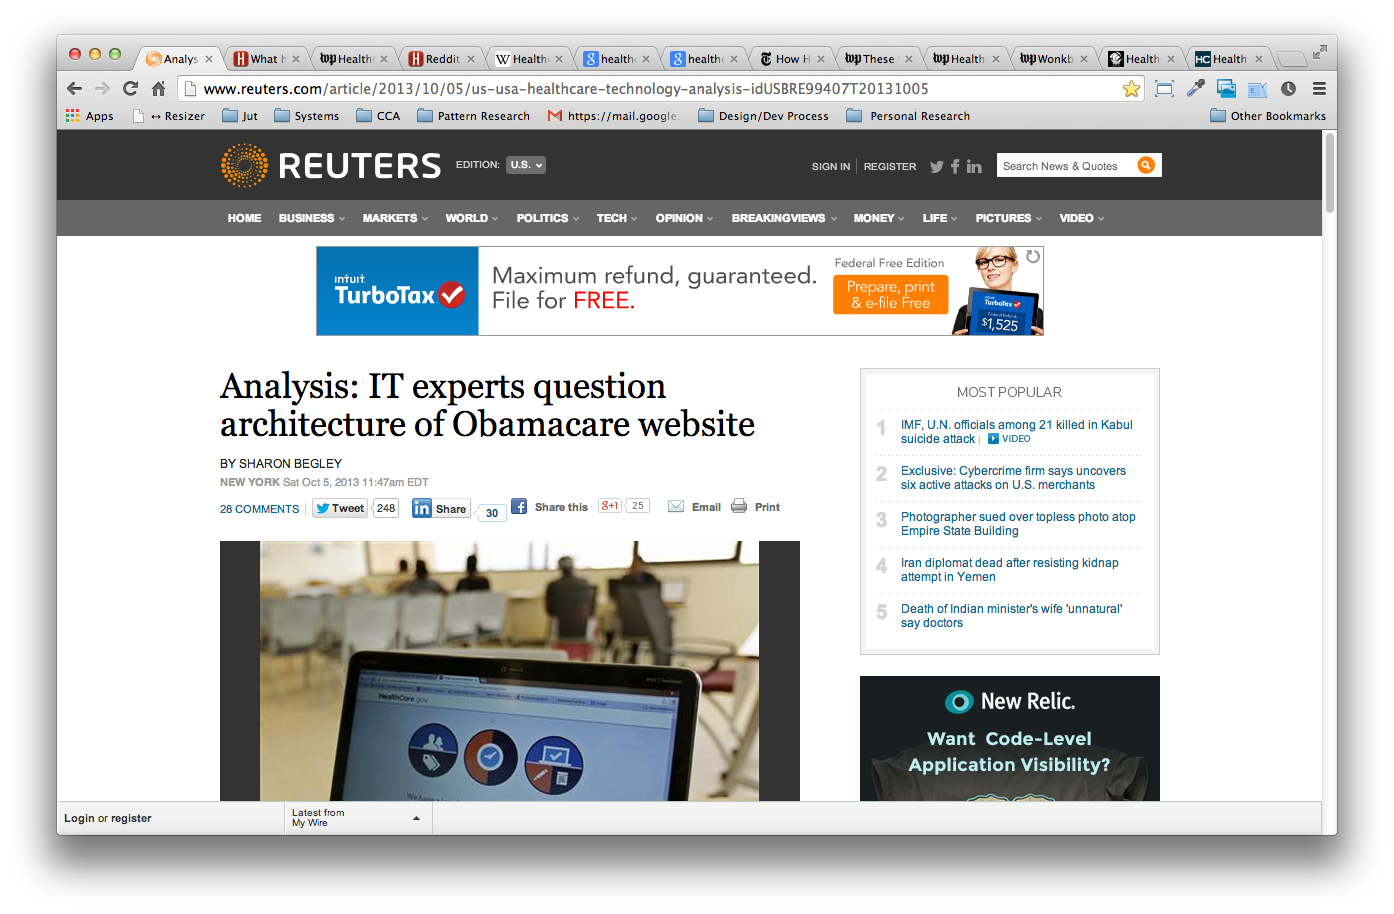 Analys
What h
Health
Reddit
Health
health
health
How H
These
Health
Wonkb
Health
Health
www.reuters.com/article/2013/10/05/us-usa-healthcare-technology-analysis-idUSBRE99407T20131005
Apps
↔ Resizer
Jut
Systems
CCA
Pattern Research
https://mail.google.
Design/Dev Process
Personal Research
Other Bookmarks
REUTERS
EDITION:
U.S.
SIGN IN
REGISTER
Search News & Quotes
HOME
BUSINESS
MARKETS
WORLD
POLITICS
TECH
OPINION
BREAKINGVIEWS
MONEY
LIFE
PICTURES
VIDEO
intuit
TurboTax
Maximum refund, guaranteed.
File for FREE.
Federal Free Edition
Prepare, print
& e-file Free
TurboTax
Federal Refund:
$1,525
Analysis: IT experts question
architecture of Obamacare website
BY SHARON BEGLEY
NEW YORK Sat Oct 5, 2013 11:47am EDT
28 COMMENTS
Tweet
248
in Share
30
Share this
g+1
25
Email
Print
HealthCare.gov
MOST POPULAR
1
IMF, U.N. officials among 21 killed in Kabul
suicide attack | VIDEO
2
Exclusive: Cybercrime firm says uncovers
six active attacks on U.S. merchants
3
Photographer sued over topless photo atop
Empire State Building
4
Iran diplomat dead after resisting kidnap
attempt in Yemen
5
Death of Indian minister's wife 'unnatural'
say doctors
New Relic.
Want Code-Level
Application Visibility?
Login or register
Latest from
My Wire